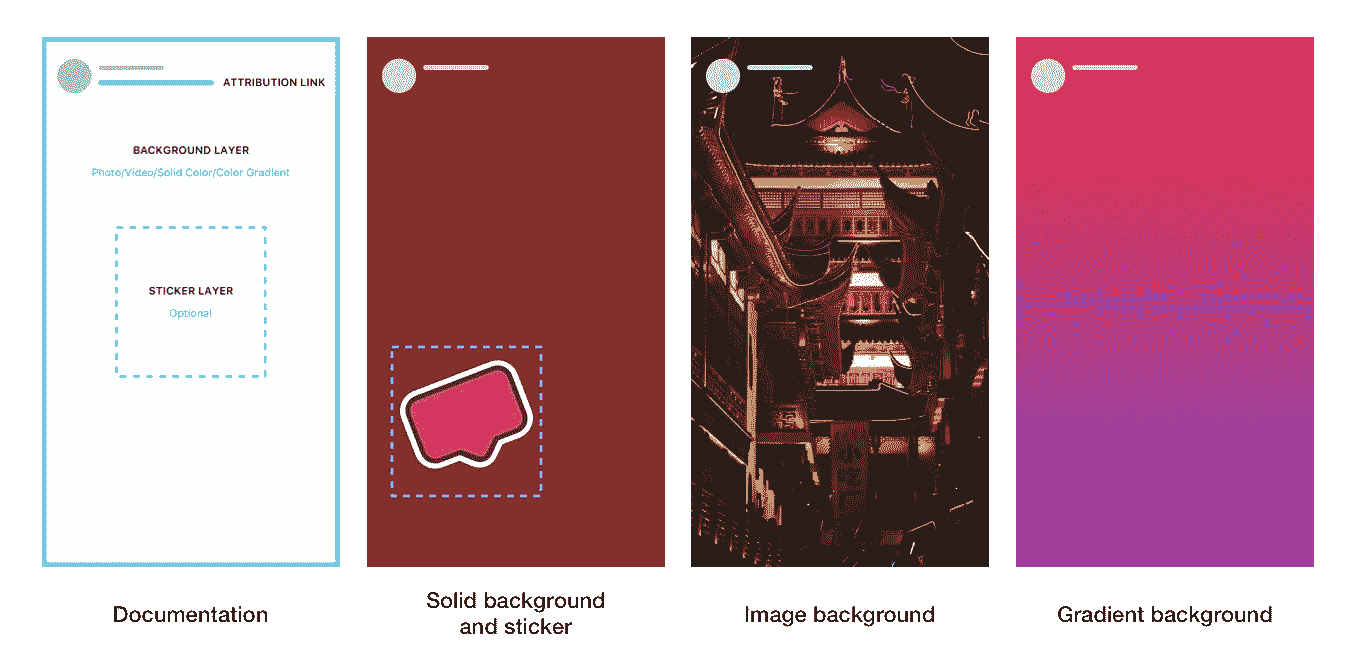 ATTRIBUTION LINK
BACKGROUND LAYER
Photo/Video/Solid Color/Color Gradient
STICKER LAYER
Optional
Documentation
Solid background
and sticker
Image background
Gradient background